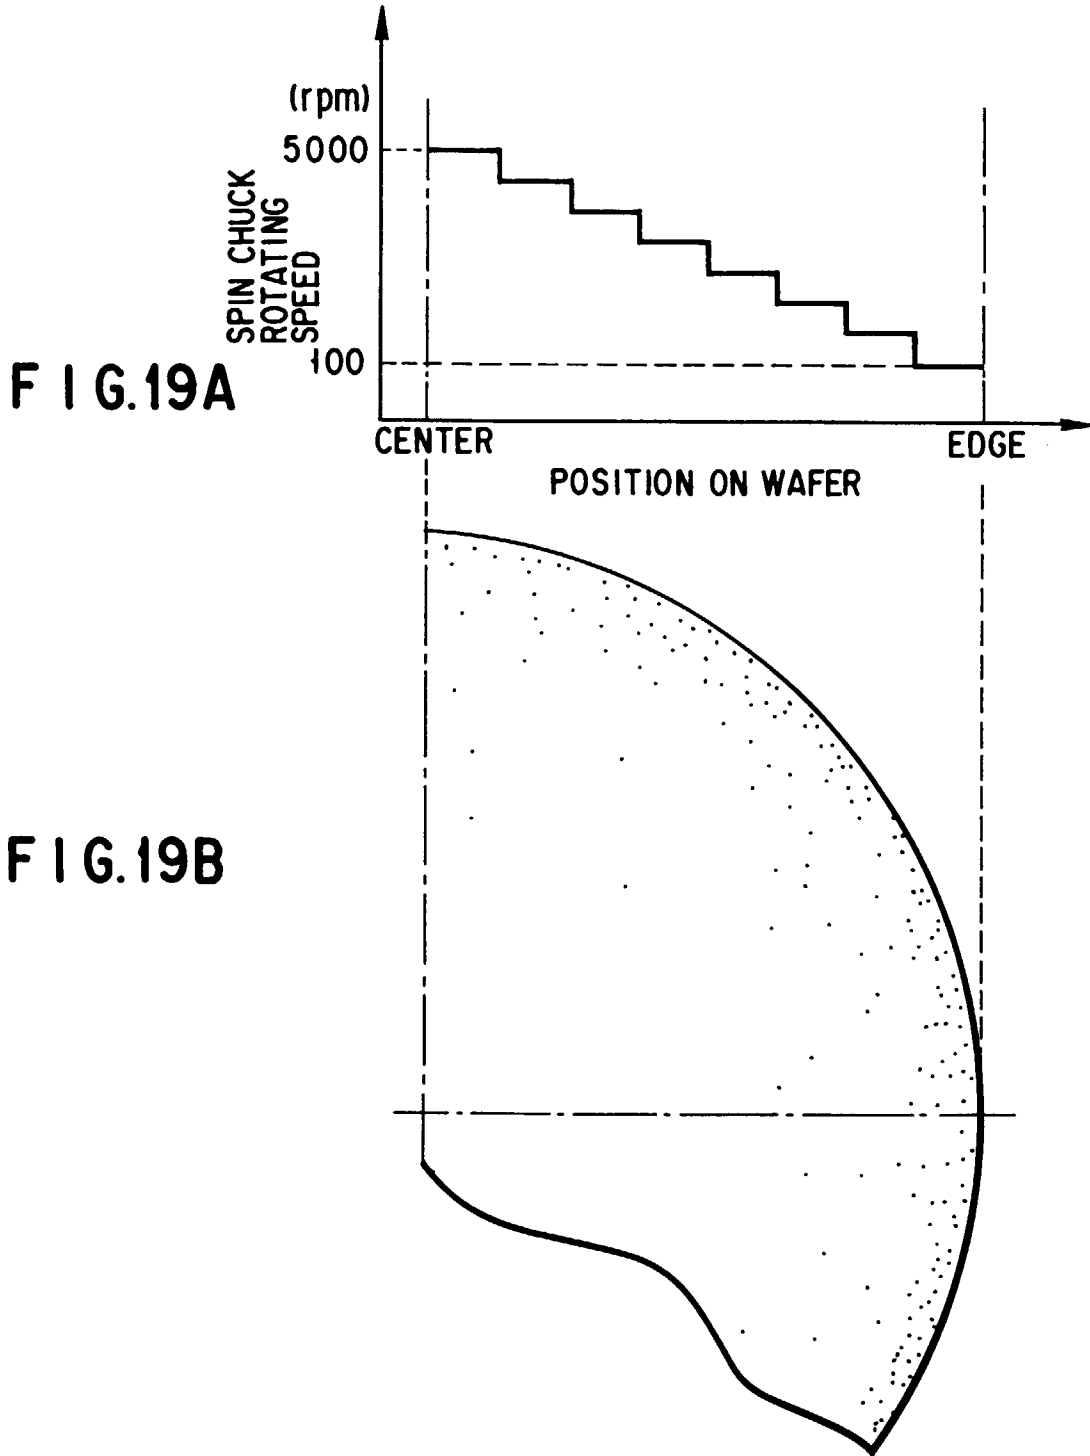 (rpm)
5000
SPIN CHUCK
ROTATING
SPEED
100
FIG.19A
CENTER
EDGE
POSITION ON WAFER
FIG.19B